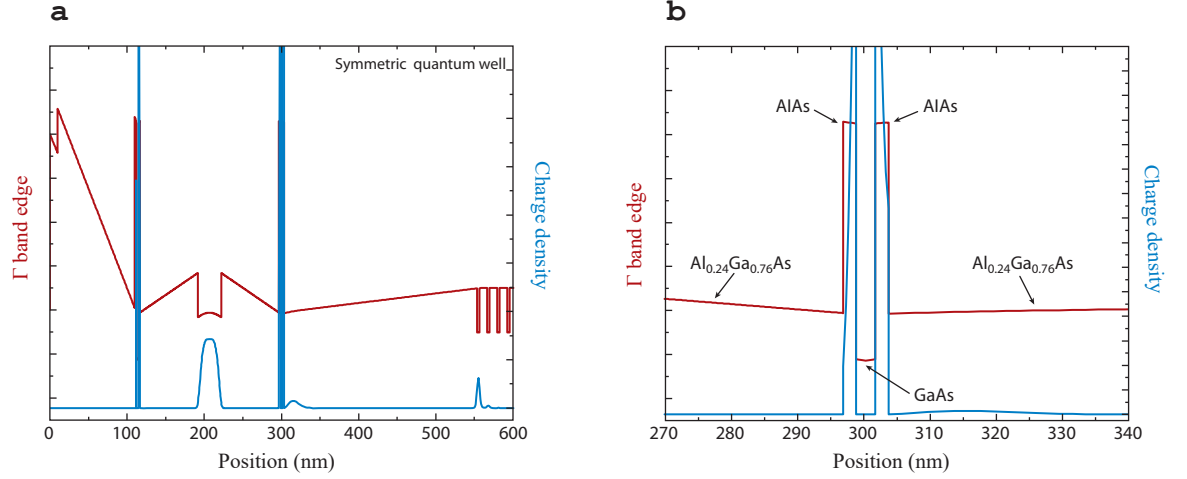 a
Symmetric quantum well
Γ band edge
Charge density
0 100 200 300 400 500 600
Position (nm)
b
AlAs
AlAs
Al0.24Ga0.76As
Al0.24Ga0.76As
GaAs
Γ band edge
Charge density
270 280 290 300 310 320 330 340
Position (nm)